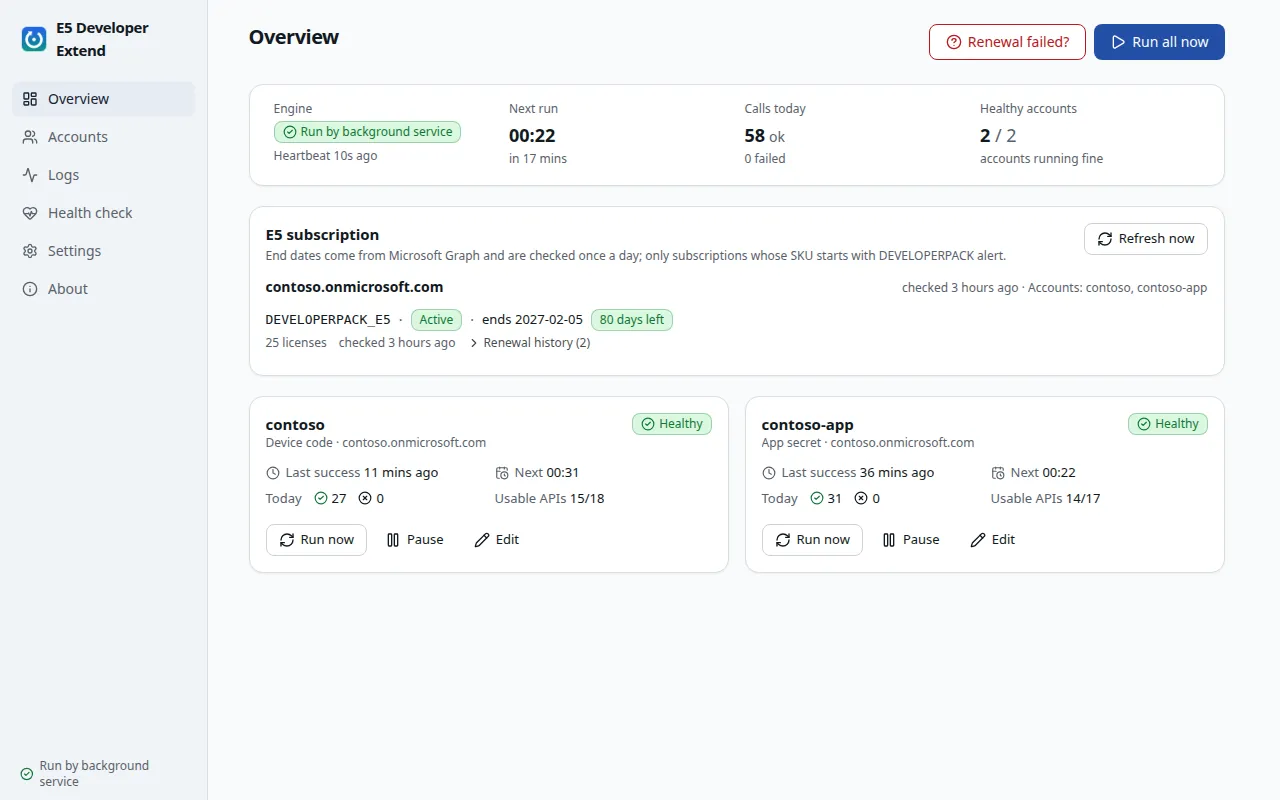 E5 Developer
Extend
Overview
Accounts
Logs
Health check
Settings
About
Run by background
service
Overview
Renewal failed?
Run all now
Engine
Run by background service
Heartbeat 10s ago
Next run
00:22
in 17 mins
Calls today
58 ok
0 failed
Healthy accounts
2 / 2
accounts running fine
E5 subscription
End dates come from Microsoft Graph and are checked once a day; only subscriptions whose SKU starts with DEVELOPERPACK alert.
Refresh now
contoso.onmicrosoft.com
checked 3 hours ago · Accounts: contoso, contoso-app
DEVELOPERPACK_E5 · Active · ends 2027-02-05 80 days left
25 licenses checked 3 hours ago Renewal history (2)
contoso
Healthy
Device code · contoso.onmicrosoft.com
Last success 11 mins ago
Next 00:31
Today 27 0
Usable APIs 15/18
Run now Pause Edit
contoso-app
Healthy
App secret · contoso.onmicrosoft.com
Last success 36 mins ago
Next 00:22
Today 31 0
Usable APIs 14/17
Run now Pause Edit